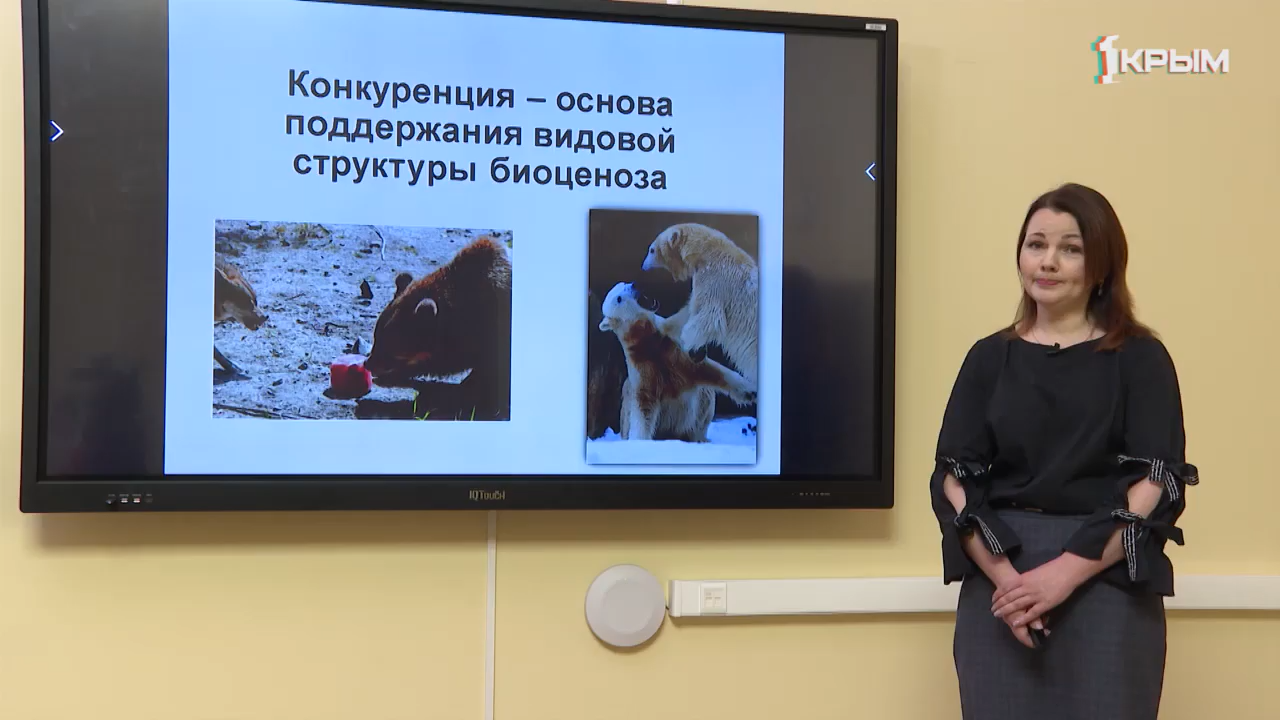 1КРЫМ
Конкуренция – основа
поддержания видовой
структуры биоценоза
IQTouch